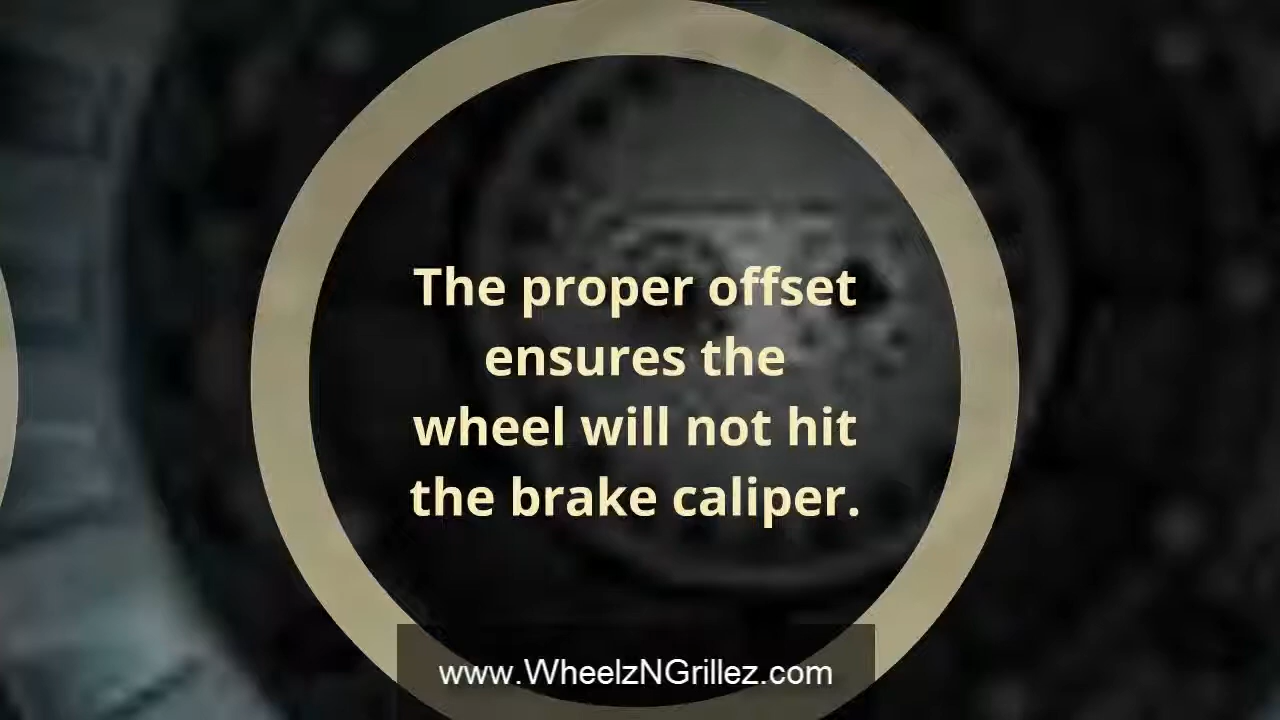 The proper offset
ensures the
wheel will not hit
the brake caliper.
www.WheelzNGrillez.com